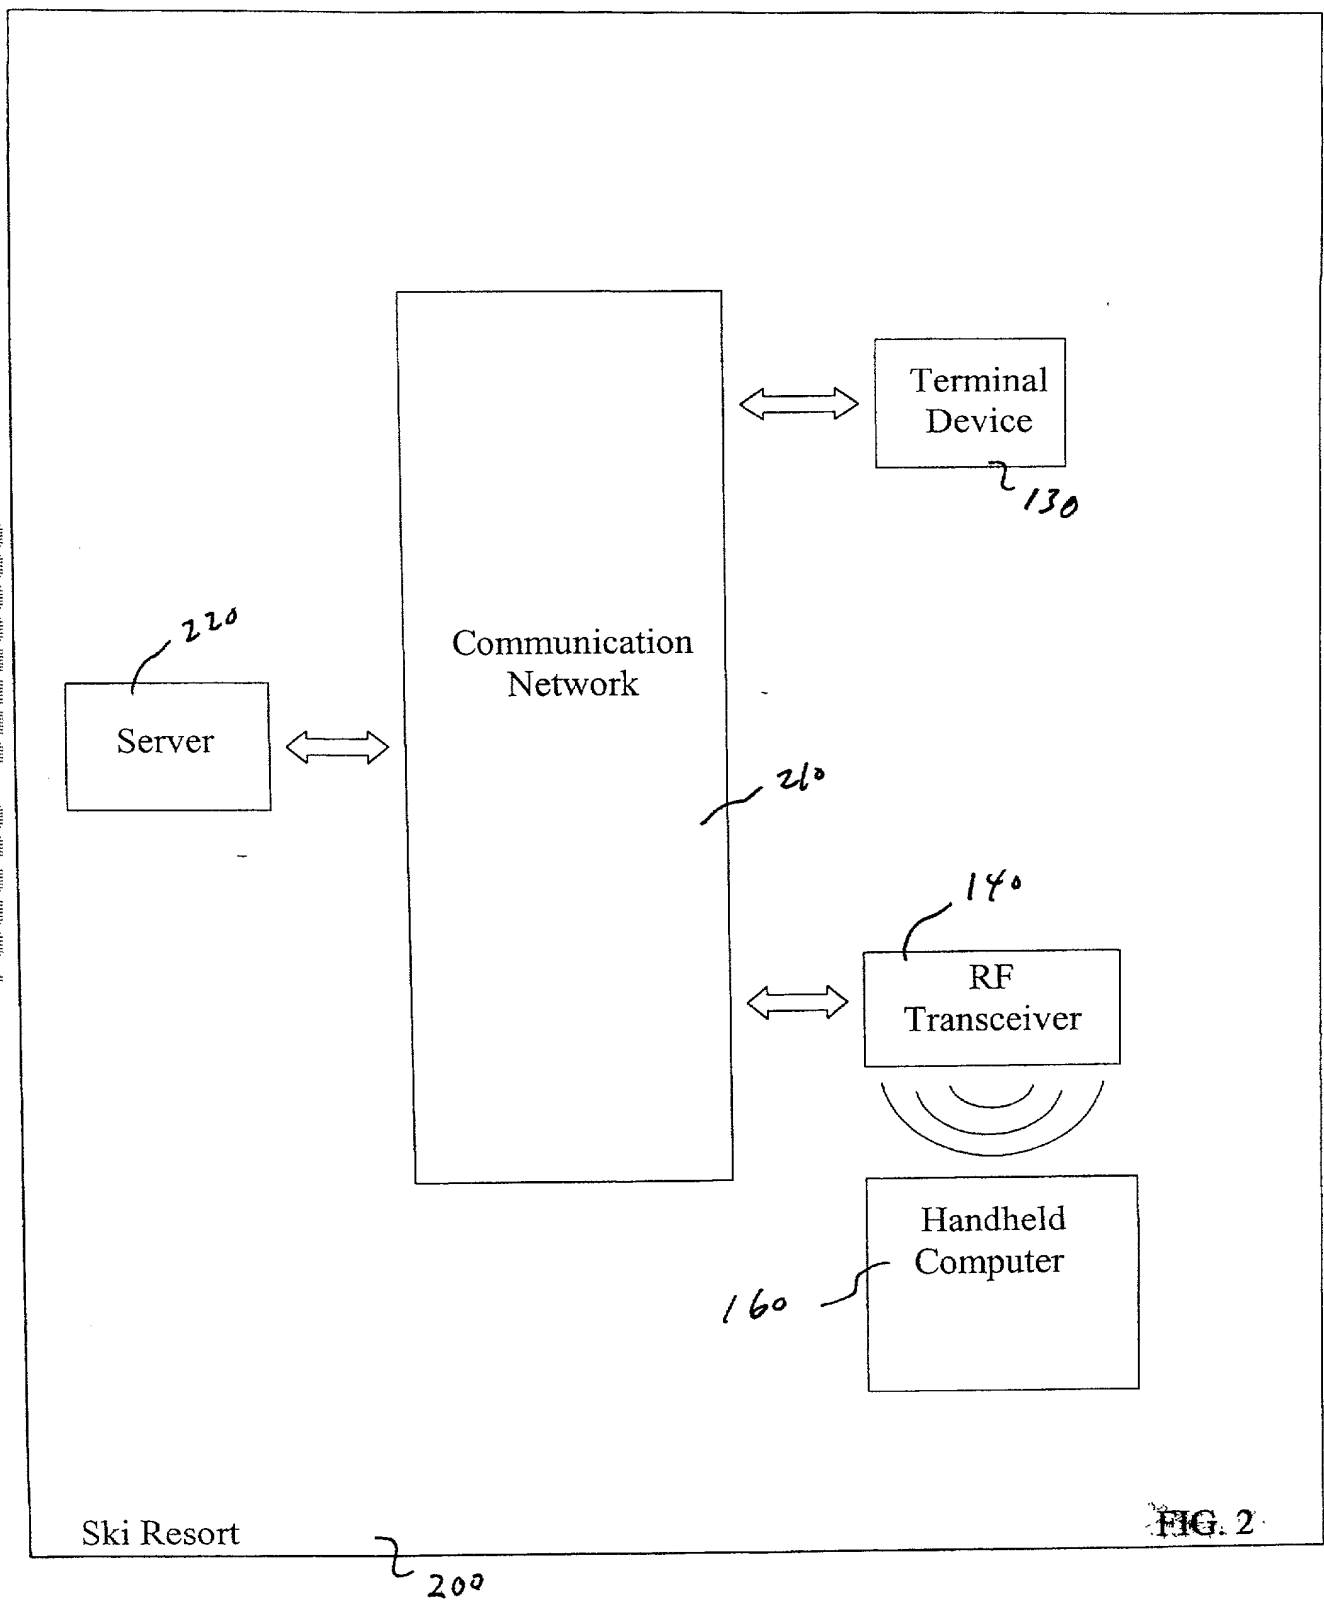 Terminal
Device
130
220
Communication
Network
Server
210
140
RF
Transceiver
Handheld
Computer
160
Ski Resort
FIG. 2
200